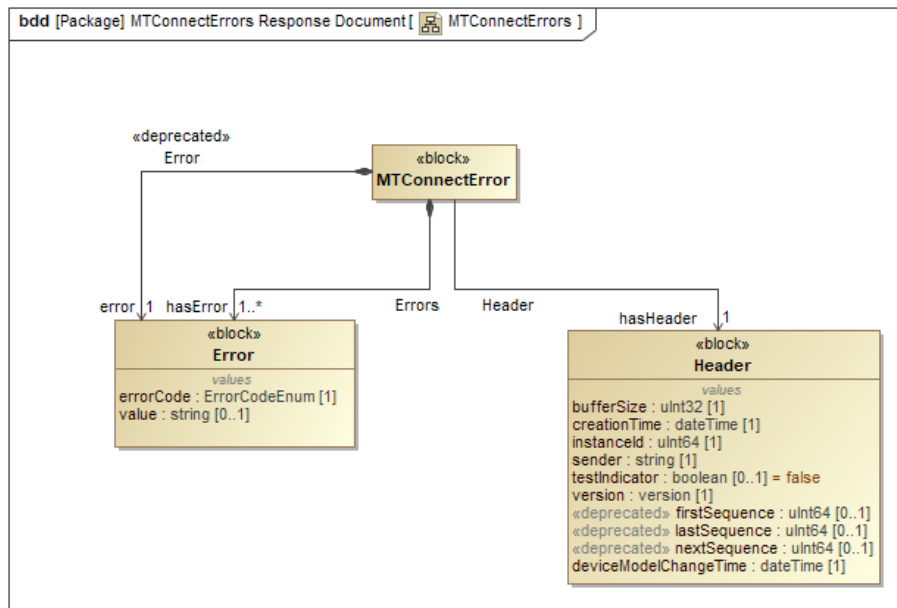 bdd [Package] MTConnectErrors Response Document [ MTConnectErrors ]
«deprecated»
Error
«block»
MTConnectError
error 1 hasError 1..*
Errors
Header
hasHeader 1
«block»
Error
values
errorCode : ErrorCodeEnum [1]
value : string [0..1]
«block»
Header
values
bufferSize : uInt32 [1]
creationTime : dateTime [1]
instanceId : uInt64 [1]
sender : string [1]
testIndicator : boolean [0..1] = false
version : version [1]
«deprecated» firstSequence : uInt64 [0..1]
«deprecated» lastSequence : uInt64 [0..1]
«deprecated» nextSequence : uInt64 [0..1]
deviceModelChangeTime : dateTime [1]